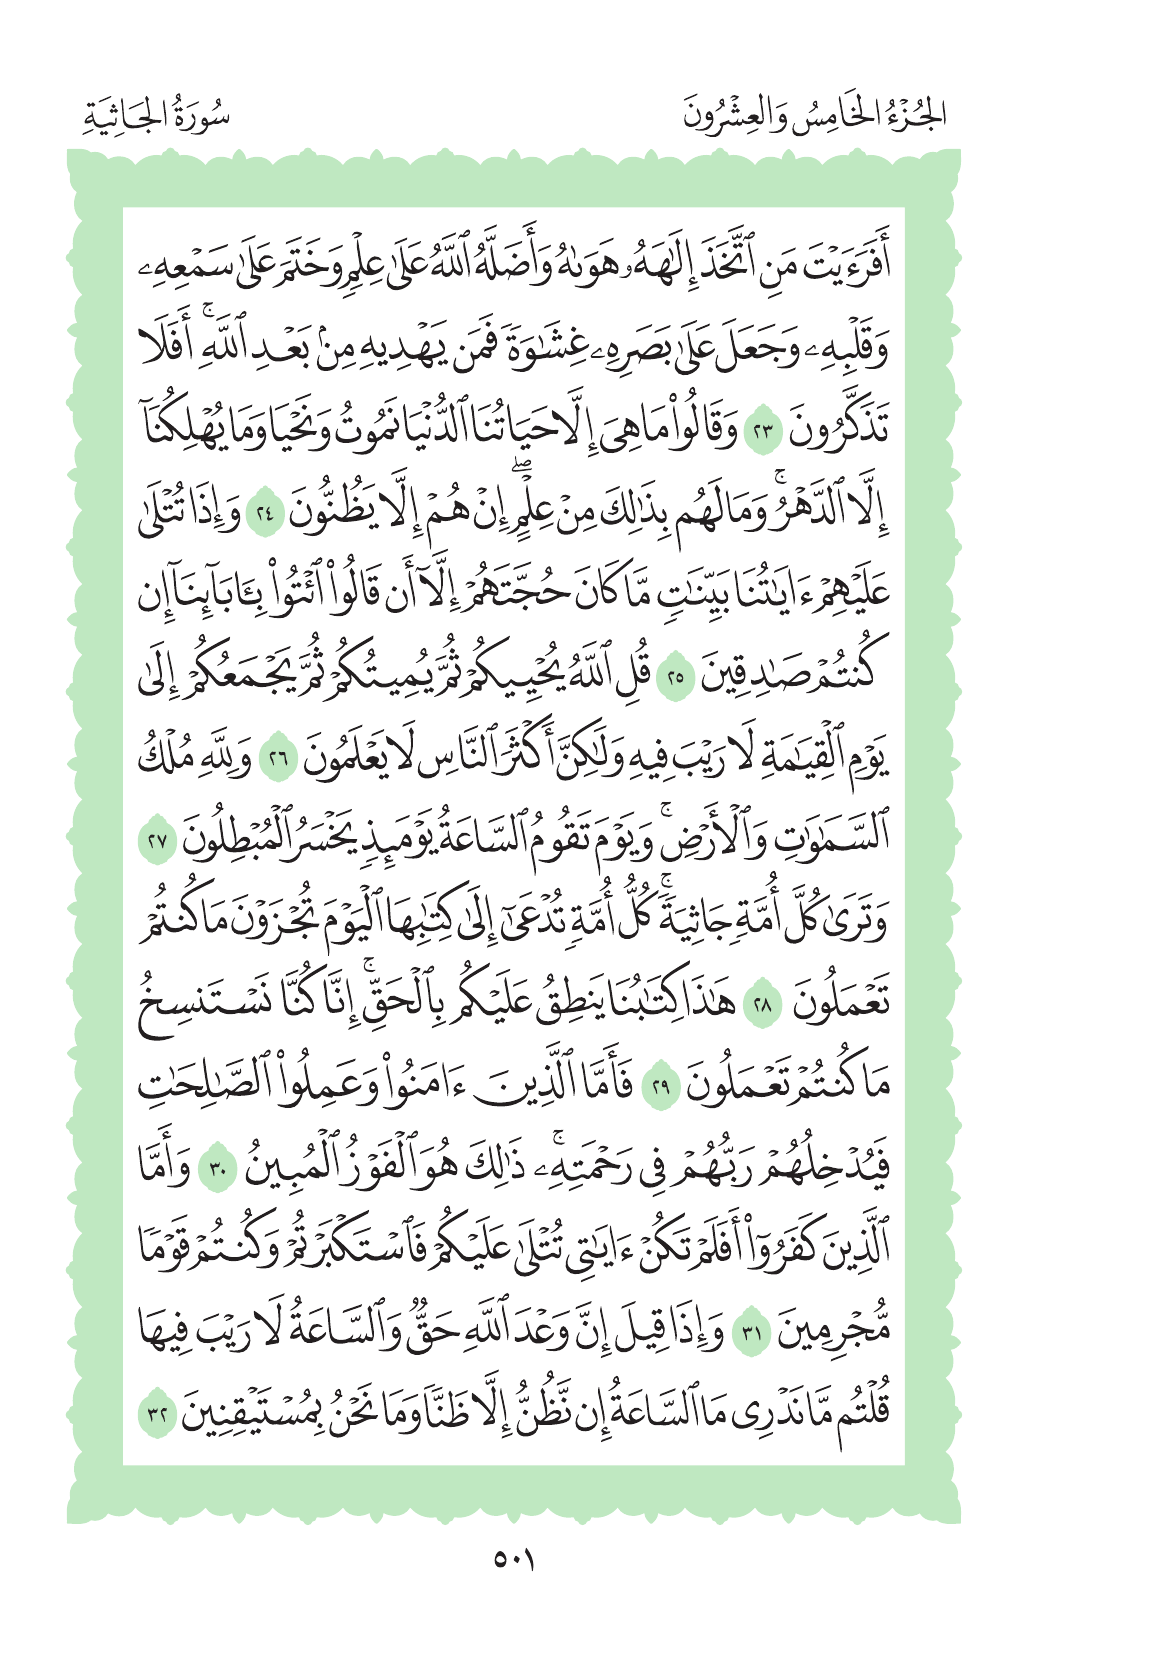 الجُزْءُ الخَامِسُ وَالعِشْرُونَ
سُورَةُ الجَاثِيَةِ
أَفَرَءَيْتَ مَنِ ٱتَّخَذَ إِلَٰهَهُۥ هَوَىٰهُ وَأَضَلَّهُ ٱللَّهُ عَلَىٰ عِلْمٖ وَخَتَمَ عَلَىٰ سَمْعِهِۦ
وَقَلْبِهِۦ وَجَعَلَ عَلَىٰ بَصَرِهِۦ غِشَٰوَةٗ فَمَن يَهْدِيهِ مِنۢ بَعْدِ ٱللَّهِۚ أَفَلَا
تَذَكَّرُونَ ٢٣ وَقَالُوا۟ مَا هِيَ إِلَّا حَيَاتُنَا ٱلدُّنْيَا نَمُوتُ وَنَحْيَا وَمَا يُهْلِكُنَآ
إِلَّا ٱلدَّهْرُۚ وَمَا لَهُم بِذَٰلِكَ مِنْ عِلْمٍۖ إِنْ هُمْ إِلَّا يَظُنُّونَ ٢٤ وَإِذَا تُتْلَىٰ
عَلَيْهِمْ ءَايَٰتُنَا بَيِّنَٰتٖ مَّا كَانَ حُجَّتَهُمْ إِلَّآ أَن قَالُوا۟ ٱئْتُوا۟ بِـَٔابَآئِنَآ إِن
كُنتُمْ صَٰدِقِينَ ٢٥ قُلِ ٱللَّهُ يُحْيِيكُمْ ثُمَّ يُمِيتُكُمْ ثُمَّ يَجْمَعُكُمْ إِلَىٰ
يَوْمِ ٱلْقِيَٰمَةِ لَا رَيْبَ فِيهِ وَلَٰكِنَّ أَكْثَرَ ٱلنَّاسِ لَا يَعْلَمُونَ ٢٦ وَلِلَّهِ مُلْكُ
ٱلسَّمَٰوَٰتِ وَٱلْأَرْضِۚ وَيَوْمَ تَقُومُ ٱلسَّاعَةُ يَوْمَئِذٖ يَخْسَرُ ٱلْمُبْطِلُونَ ٢٧
وَتَرَىٰ كُلَّ أُمَّةٖ جَاثِيَةٗۚ كُلُّ أُمَّةٖ تُدْعَىٰٓ إِلَىٰ كِتَٰبِهَا ٱلْيَوْمَ تُجْزَوْنَ مَا كُنتُمْ
تَعْمَلُونَ ٢٨ هَٰذَا كِتَٰبُنَا يَنطِقُ عَلَيْكُم بِٱلْحَقِّۚ إِنَّا كُنَّا نَسْتَنسِخُ
مَا كُنتُمْ تَعْمَلُونَ ٢٩ فَأَمَّا ٱلَّذِينَ ءَامَنُوا۟ وَعَمِلُوا۟ ٱلصَّٰلِحَٰتِ
فَيُدْخِلُهُمْ رَبُّهُمْ فِي رَحْمَتِهِۦۚ ذَٰلِكَ هُوَ ٱلْفَوْزُ ٱلْمُبِينُ ٣٠ وَأَمَّا
ٱلَّذِينَ كَفَرُوٓا۟ أَفَلَمْ تَكُنْ ءَايَٰتِي تُتْلَىٰ عَلَيْكُمْ فَٱسْتَكْبَرْتُمْ وَكُنتُمْ قَوْمٗا
مُّجْرِمِينَ ٣١ وَإِذَا قِيلَ إِنَّ وَعْدَ ٱللَّهِ حَقّٞ وَٱلسَّاعَةُ لَا رَيْبَ فِيهَا
قُلْتُم مَّا نَدْرِي مَا ٱلسَّاعَةُ إِن نَّظُنُّ إِلَّا ظَنّٗا وَمَا نَحْنُ بِمُسْتَيْقِنِينَ ٣٢
٥٠١